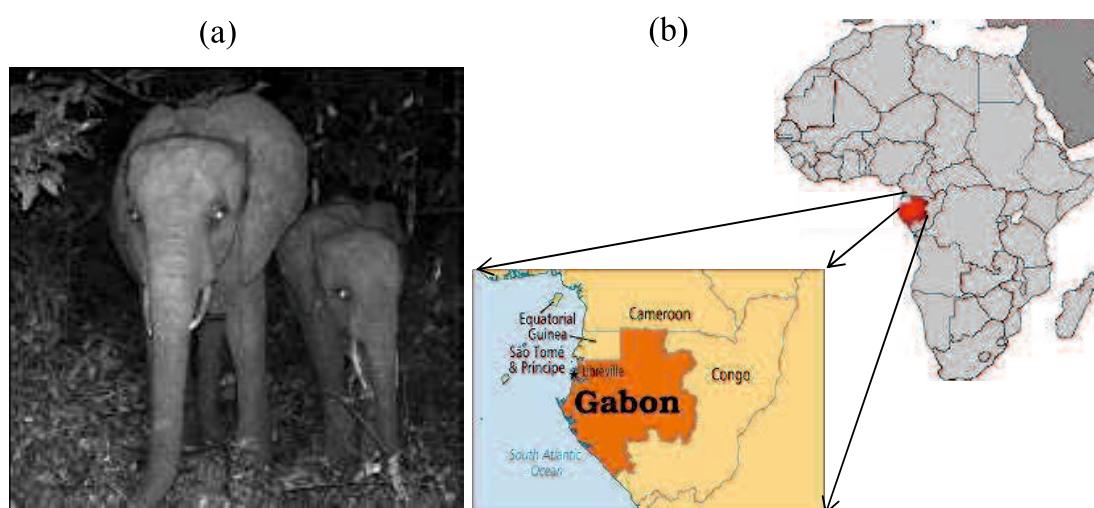 (a)
(b)
Equatorial
Guinea
Cameroon
São Tomé
& Príncipe
Libreville
Congo
Gabon
South Atlantic
Ocean